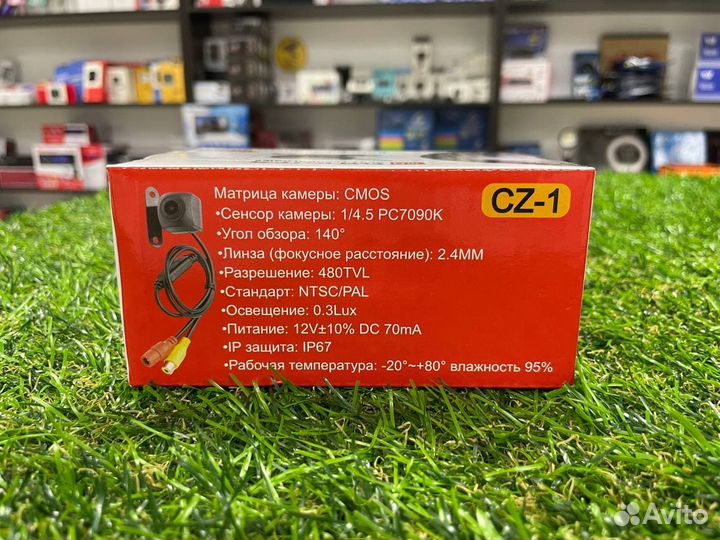 Матрица камеры: CMOS
CZ-1
•Сенсор камеры: 1/4.5 PC7090K
•Угол обзора: 140°
•Линза (фокусное расстояние): 2.4MM
•Разрешение: 480TVL
•Стандарт: NTSC/PAL
•Освещение: 0.3Lux
•Питание: 12V±10% DC 70mA
•IP защита: IP67
•Рабочая температура: -20°~+80° влажность 95%
Avito